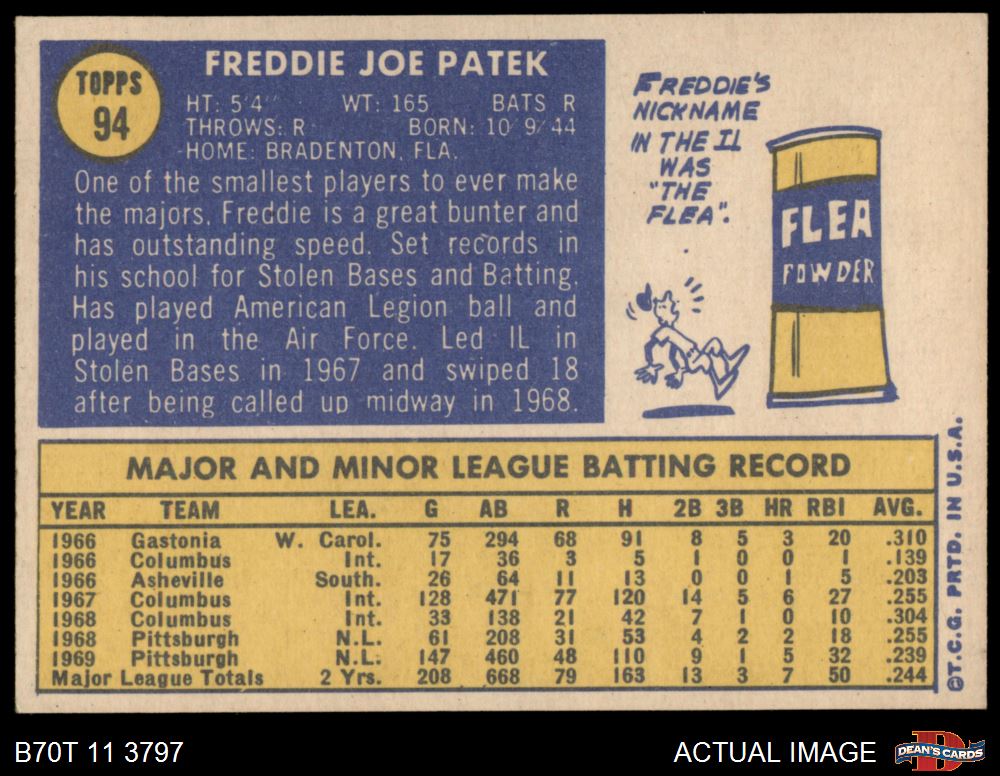 TOPPS
94
FREDDIE JOE PATEK
HT: 5'4" WT: 165 BATS R
THROWS: R BORN: 10/9/44
HOME: BRADENTON, FLA.
One of the smallest players to ever make
the majors, Freddie is a great bunter and
has outstanding speed. Set records in
his school for Stolen Bases and Batting.
Has played American Legion ball and
played in the Air Force. Led IL in
Stolen Bases in 1967 and swiped 18
after being called up midway in 1968.
FREDDIE'S
NICKNAME
IN THE IL
WAS
"THE
FLEA".
FLEA
POWDER
MAJOR AND MINOR LEAGUE BATTING RECORD
YEAR TEAM LEA. G AB R H 2B 3B HR RBI AVG.
1966 Gastonia W. Carol. 75 294 68 91 8 5 3 20 .310
1966 Columbus Int. 17 36 3 5 1 0 0 1 .139
1966 Asheville South. 26 64 11 13 0 0 1 5 .203
1967 Columbus Int. 128 471 77 120 14 5 6 27 .255
1968 Columbus Int. 33 138 21 42 7 1 0 10 .304
1968 Pittsburgh N.L. 61 208 31 53 4 2 2 18 .255
1969 Pittsburgh N.L. 147 460 48 110 9 1 5 32 .239
Major League Totals 2 Yrs. 208 668 79 163 13 3 7 50 .244
©T.C.G. PRTD. IN U.S.A.
B70T 11 3797
ACTUAL IMAGE
D
DEAN'S CARDS